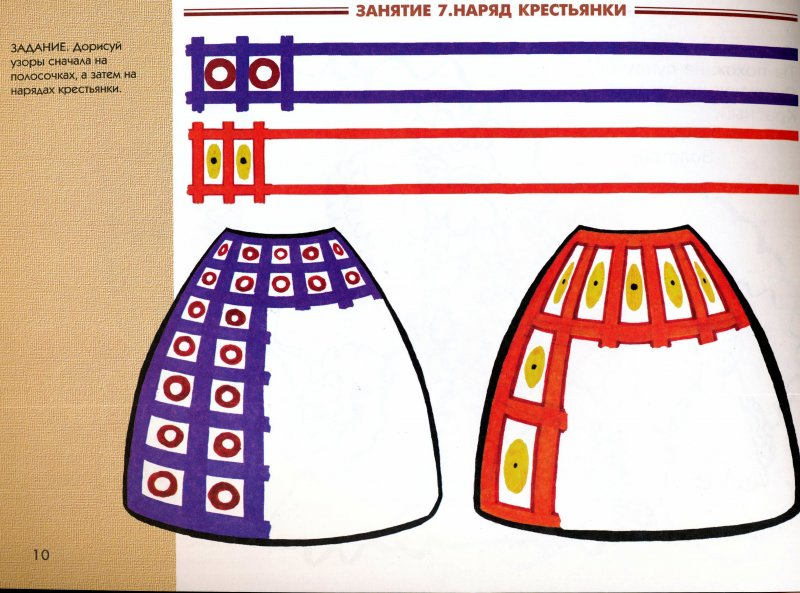 ЗАНЯТИЕ 7.НАРЯД КРЕСТЬЯНКИ
ЗАДАНИЕ. Дорисуй
узоры сначала на
полосочках, а затем на
нарядах крестьянки.
10